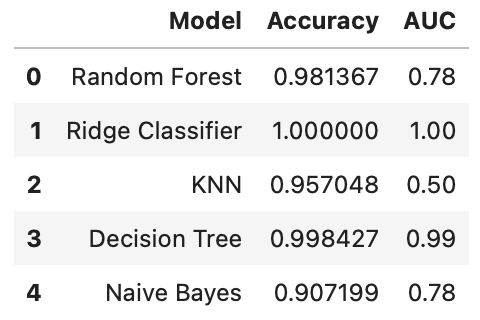 Model Accuracy AUC
0 Random Forest 0.981367 0.78
1 Ridge Classifier 1.000000 1.00
2 KNN 0.957048 0.50
3 Decision Tree 0.998427 0.99
4 Naive Bayes 0.907199 0.78